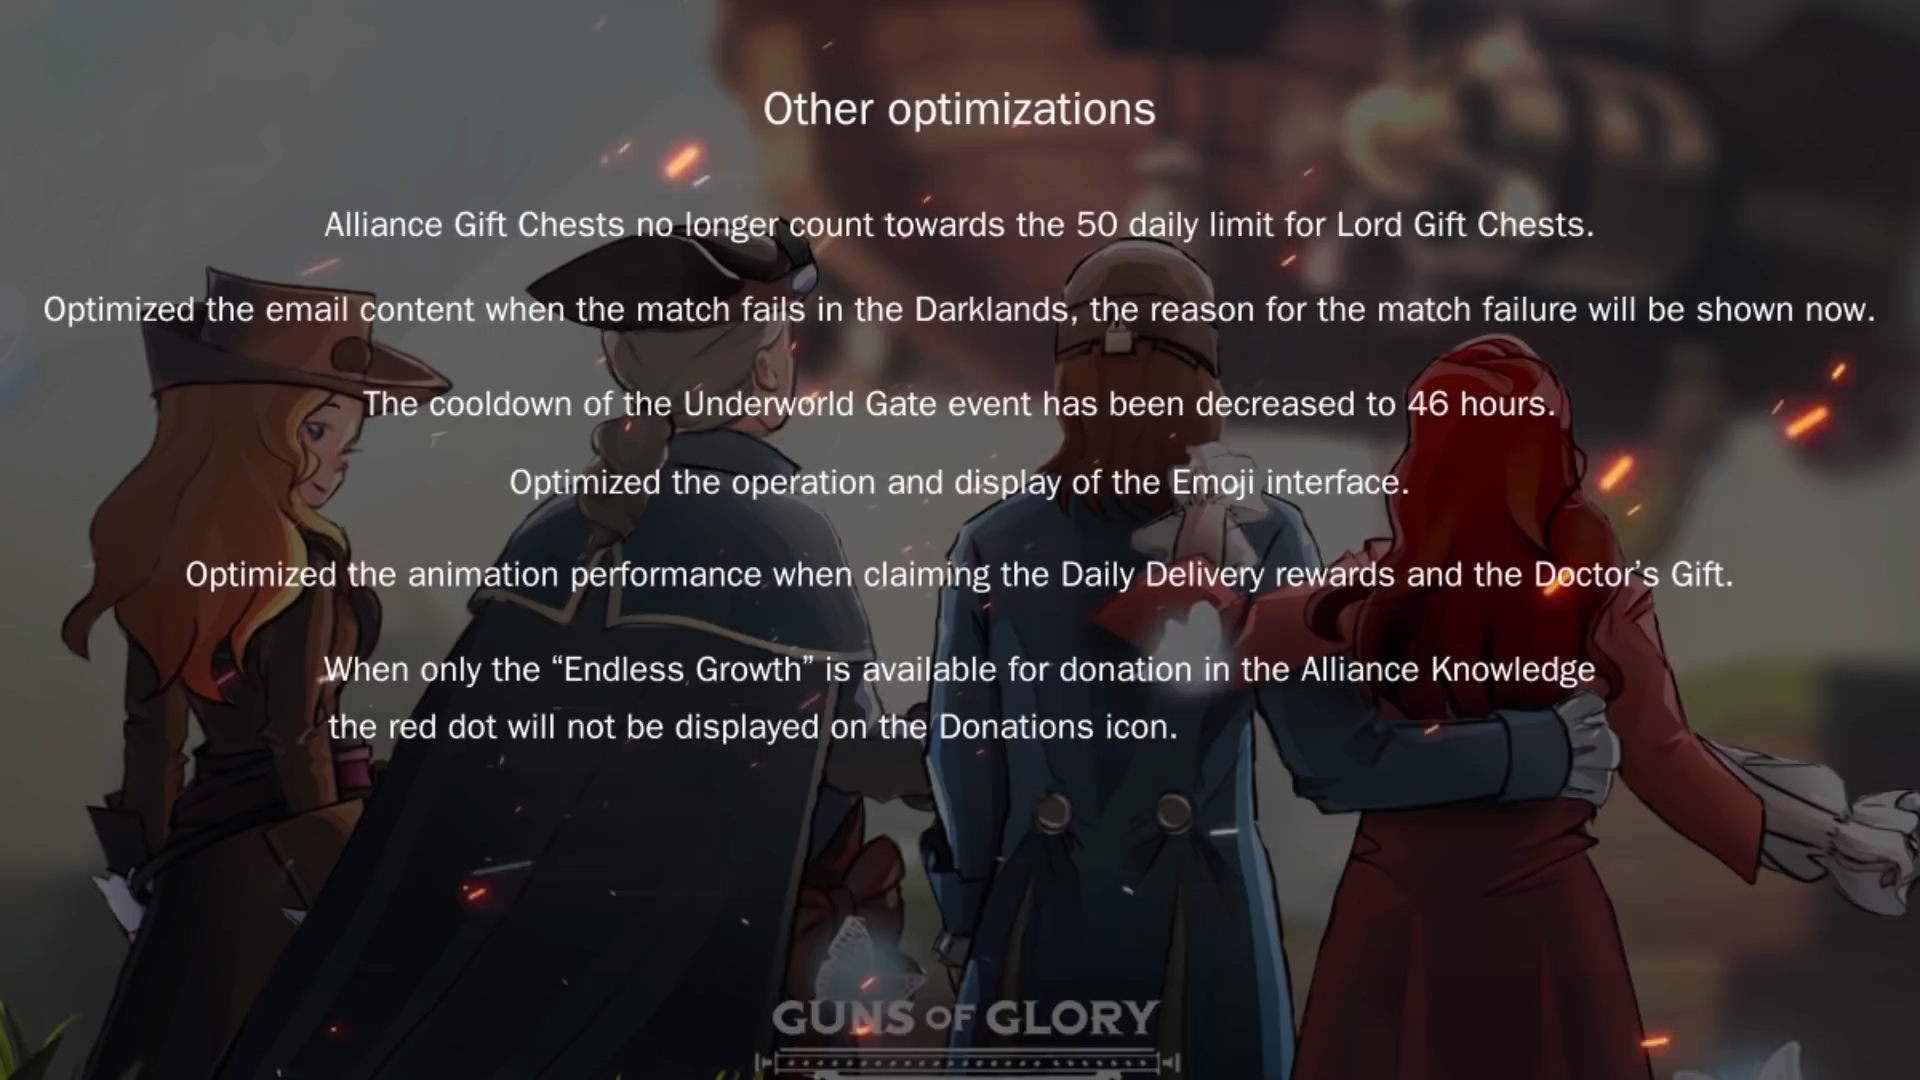 Other optimizations
Alliance Gift Chests no longer count towards the 50 daily limit for Lord Gift Chests.
Optimized the email content when the match fails in the Darklands, the reason for the match failure will be shown now.
The cooldown of the Underworld Gate event has been decreased to 46 hours.
Optimized the operation and display of the Emoji interface.
Optimized the animation performance when claiming the Daily Delivery rewards and the Doctor’s Gift.
When only the “Endless Growth” is available for donation in the Alliance Knowledge
the red dot will not be displayed on the Donations icon.
GUNS OF GLORY